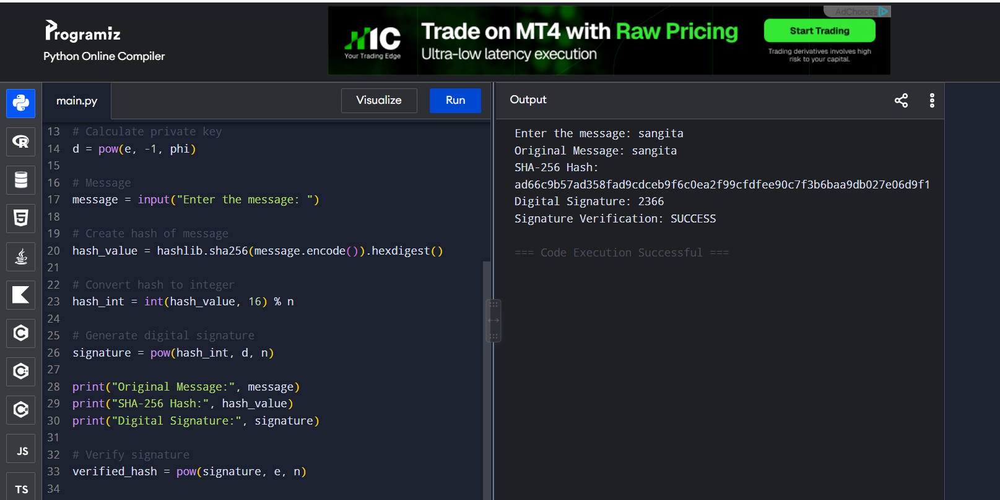 Programiz
Python Online Compiler
HIC
Your Trading Edge
Trade on MT4 with Raw Pricing
Ultra-low latency execution
AdChoices
Start Trading
Trading derivatives involves high
risk to your capital.
main.py
Visualize
Run
13 # Calculate private key
14 d = pow(e, -1, phi)
15
16 # Message
17 message = input("Enter the message: ")
18
19 # Create hash of message
20 hash_value = hashlib.sha256(message.encode()).hexdigest()
21
22 # Convert hash to integer
23 hash_int = int(hash_value, 16) % n
24
25 # Generate digital signature
26 signature = pow(hash_int, d, n)
27
28 print("Original Message:", message)
29 print("SHA-256 Hash:", hash_value)
30 print("Digital Signature:", signature)
31
32 # Verify signature
33 verified_hash = pow(signature, e, n)
34
R
5
C
C
C
JS
TS
Output
Enter the message: sangita
Original Message: sangita
SHA-256 Hash:
ad66c9b57ad358fad9cdceb9f6c0ea2f99cfdfee90c7f3b6baa9db027e06d9f1
Digital Signature: 2366
Signature Verification: SUCCESS
=== Code Execution Successful ===